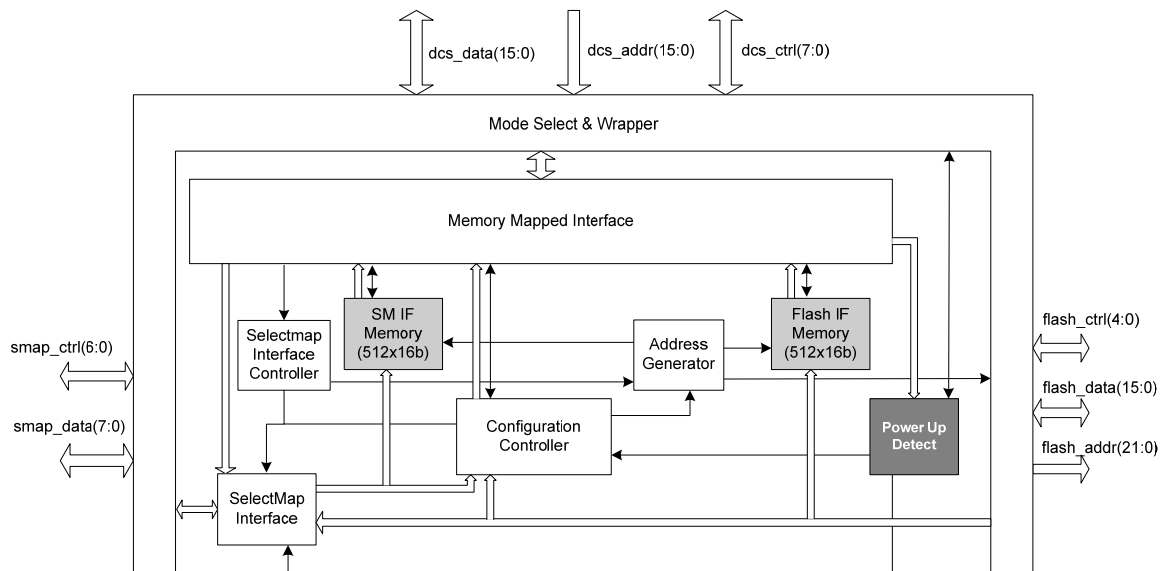 dcs_data(15:0)
dcs_addr(15:0)
dcs_ctrl(7:0)
Mode Select & Wrapper
Memory Mapped Interface
SM IF
Memory
(512x16b)
Flash IF
Memory
(512x16b)
Selectmap
Interface
Controller
Address
Generator
smap_ctrl(6:0)
flash_ctrl(4:0)
flash_data(15:0)
smap_data(7:0)
Configuration
Controller
Power Up
Detect
flash_addr(21:0)
SelectMap
Interface